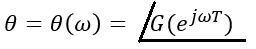 θ = θ(ω) = ∠G(e^{jωT})